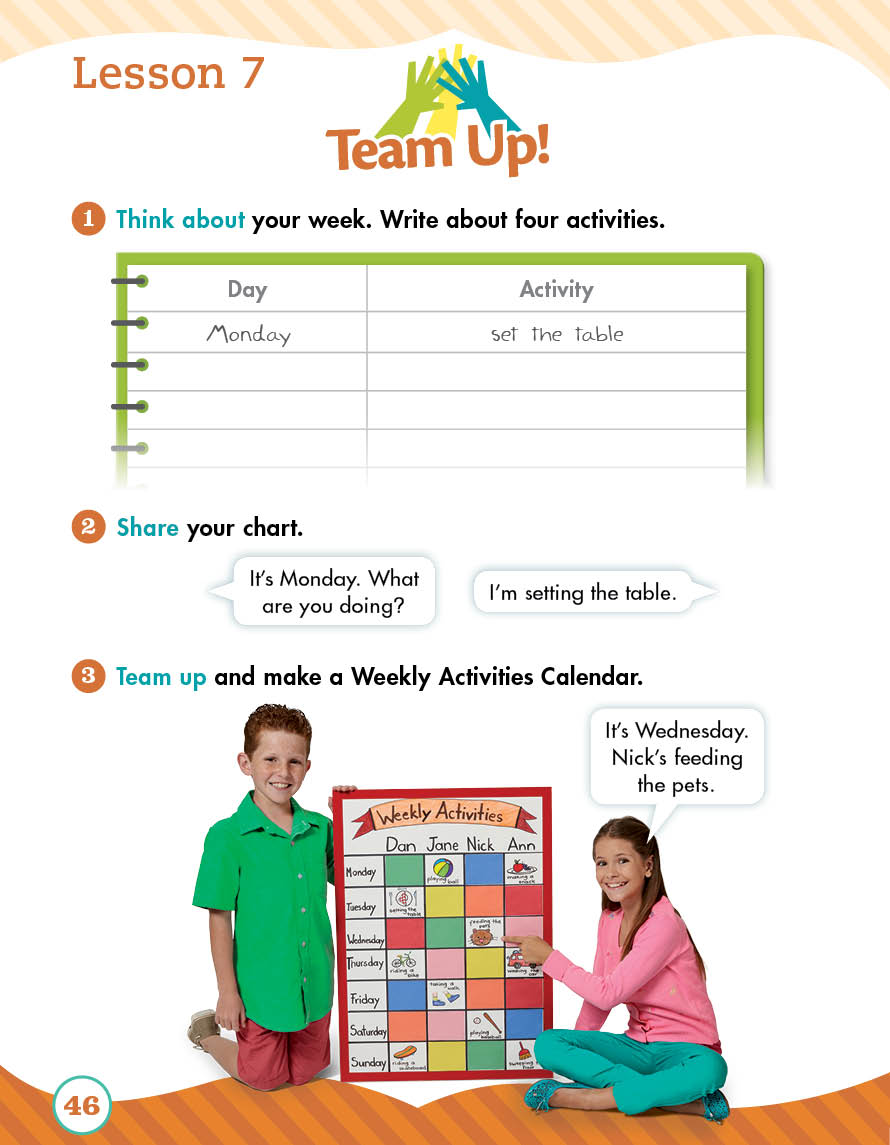 Lesson 7
Team Up!
1 Think about your week. Write about four activities.
Day Activity
Monday set the table
2 Share your chart.
It's Monday. What
are you doing?
I'm setting the table.
3 Team up and make a Weekly Activities Calendar.
It's Wednesday.
Nick's feeding
the pets.
Weekly Activities
Dan Jane Nick Ann
Monday
playing
ball
making a
snack
Tuesday
setting the
table
Wednesday
feeding the
pets
Thursday
riding a
bike
washing the
car
Friday
taking a
walk
Saturday
playing
baseball
Sunday
riding a
46